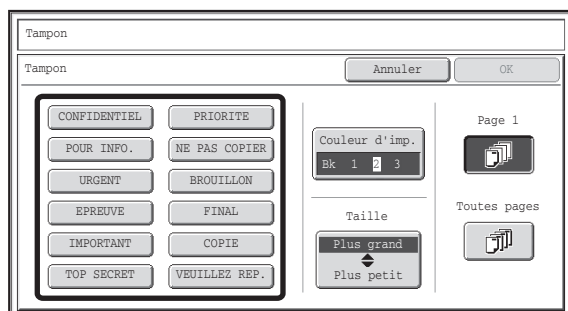 Tampon
Tampon
Annuler
OK
CONFIDENTIEL
PRIORITE
POUR INFO.
NE PAS COPIER
URGENT
BROUILLON
EPREUVE
FINAL
IMPORTANT
COPIE
TOP SECRET
VEUILLEZ REP.
Couleur d'imp.
Bk 1 2 3
Taille
Plus grand
Plus petit
Page 1
Toutes pages